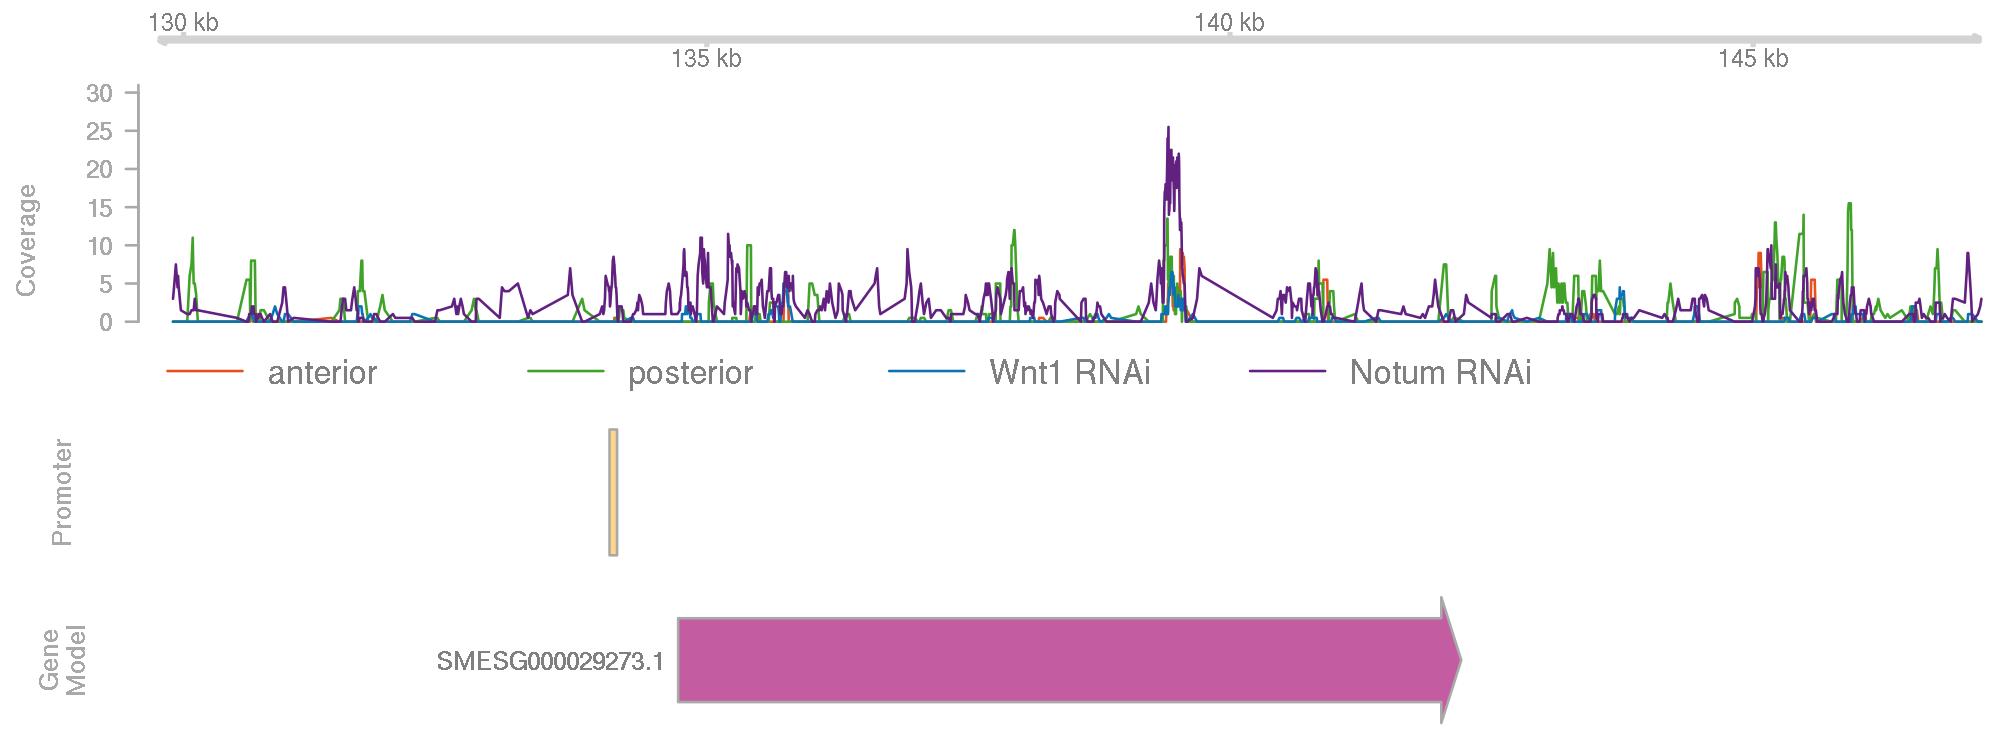 130 kb
140 kb
135 kb
145 kb
Coverage
30
25
20
15
10
5
0
anterior
posterior
Wnt1 RNAi
Notum RNAi
Promoter
Gene
Model
SMESG000029273.1